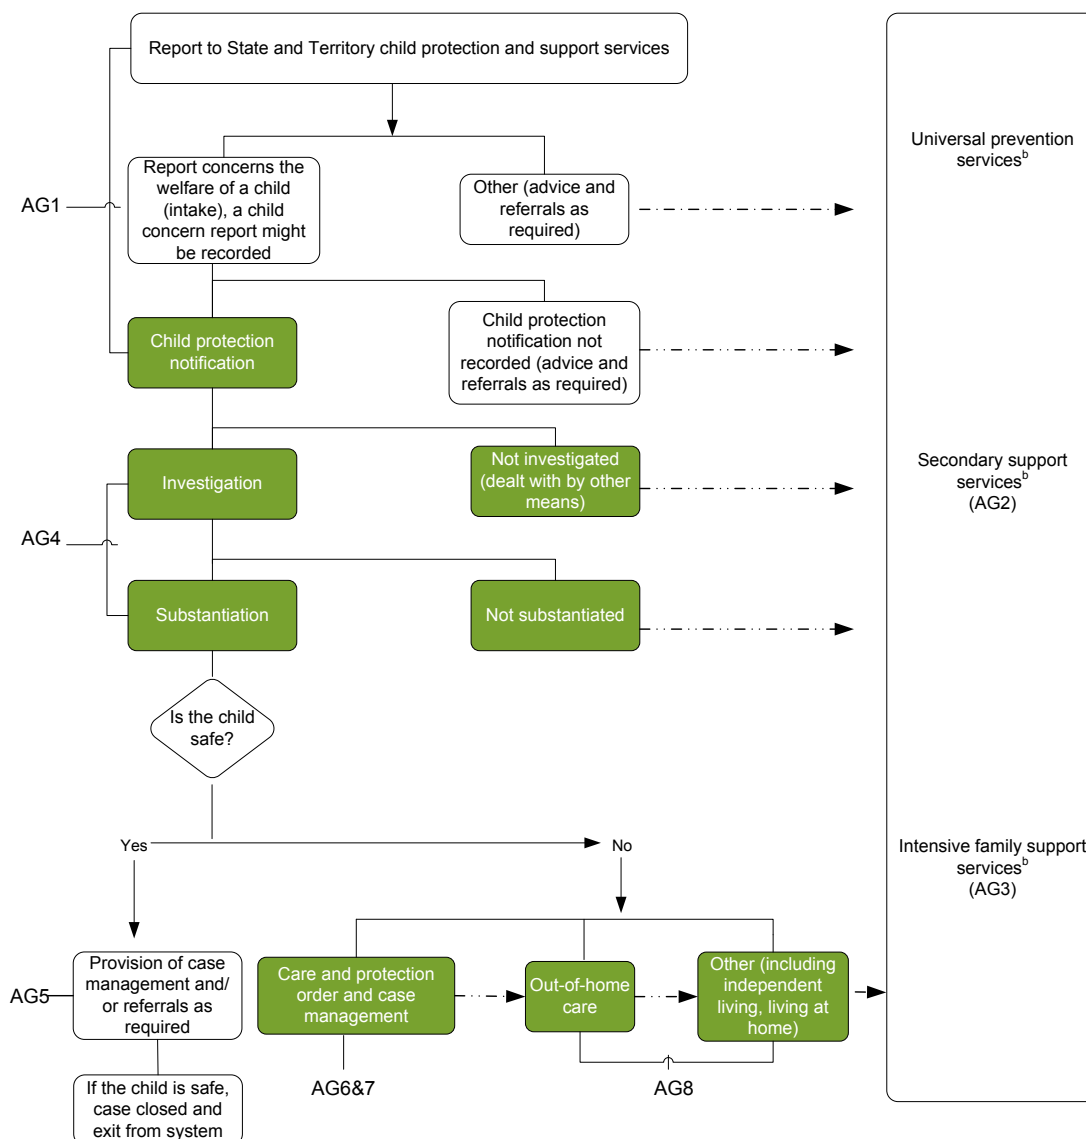 Report to State and Territory child protection and support services
Universal prevention
services^b
Report concerns the
welfare of a child
(intake), a child
concern report might
be recorded
Other (advice and
referrals as
required)
AG1
Child protection
notification
Child protection
notification not
recorded (advice and
referrals as required)
Secondary support
services^b
(AG2)
Investigation
Not investigated
(dealt with by other
means)
AG4
Substantiation
Not substantiated
Is the child
safe?
Yes
No
Intensive family support
services^b
(AG3)
AG5
Provision of case
management and/
or referrals as
required
Care and protection
order and case
management
Out-of-home
care
Other (including
independent
living, living at
home)
AG6&7
AG8
If the child is safe,
case closed and
exit from system